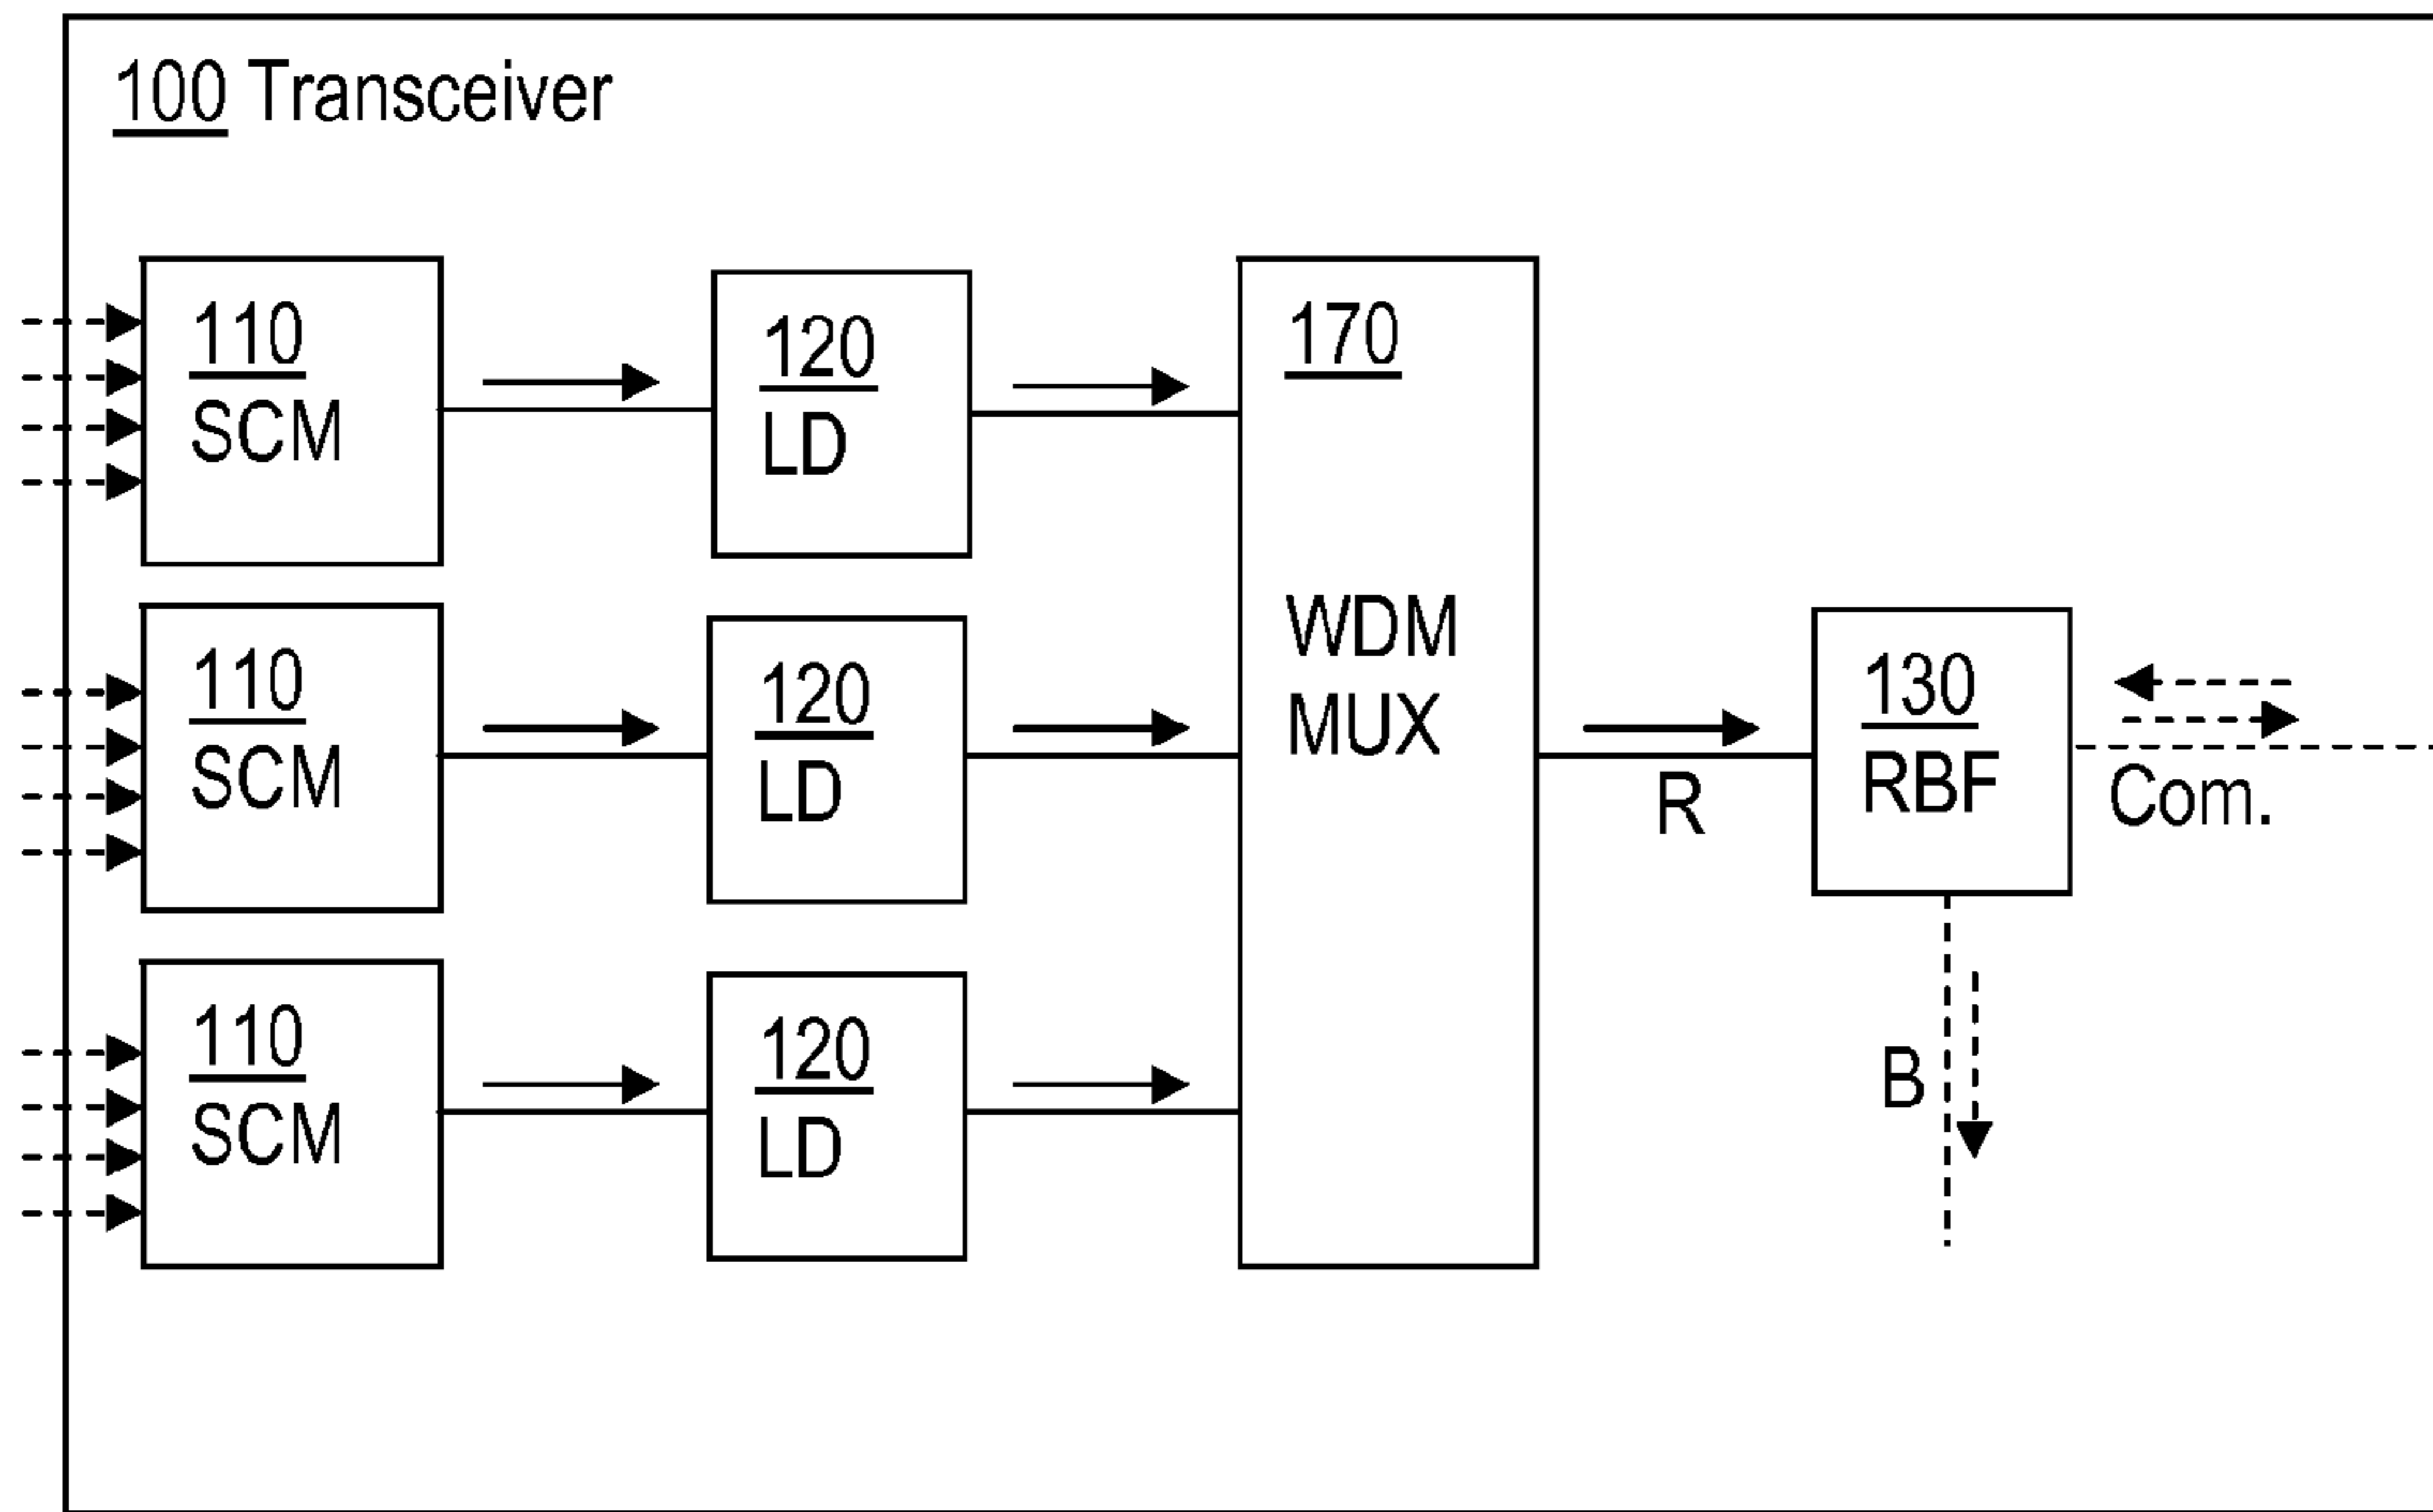 100 Transceiver
110
SCM
120
LD
170
WDM
MUX
110
SCM
120
LD
R
130
RBF
Com.
B
110
SCM
120
LD